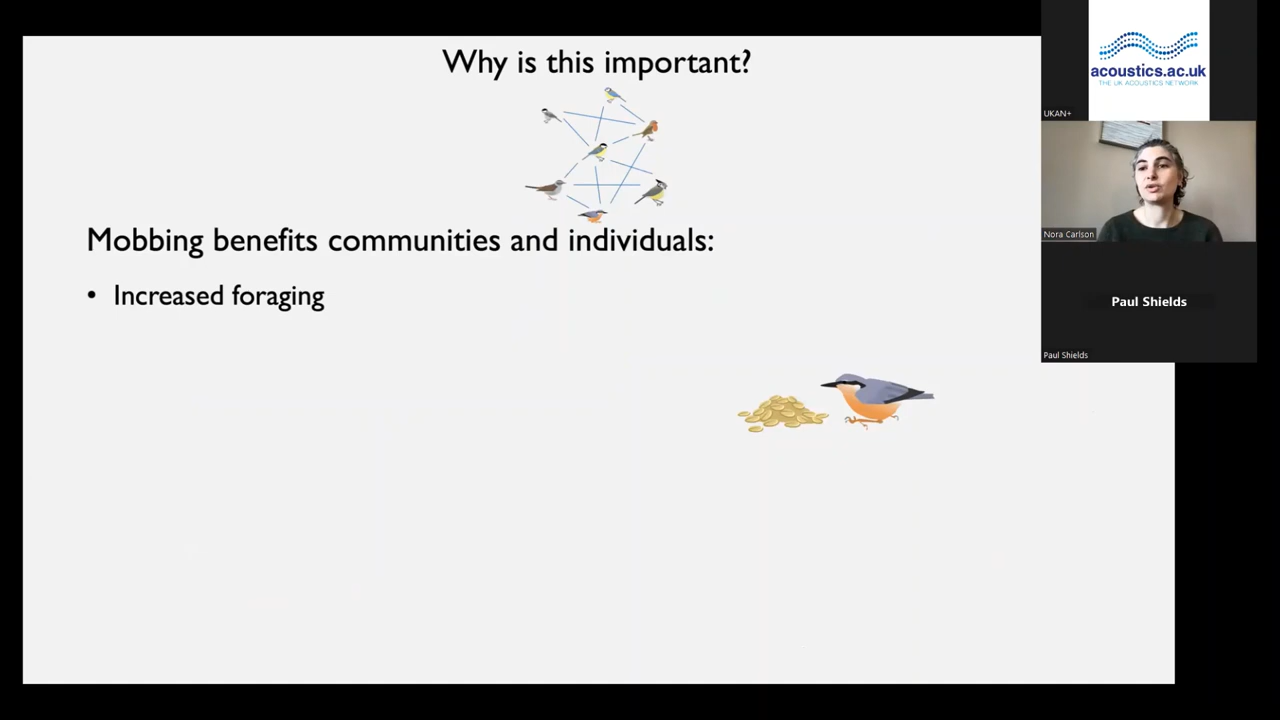 Why is this important?
Mobbing benefits communities and individuals:
• Increased foraging
acoustics.ac.uk
THE UK ACOUSTICS NETWORK
UKAN+
Nora Carlson
Paul Shields
Paul Shields